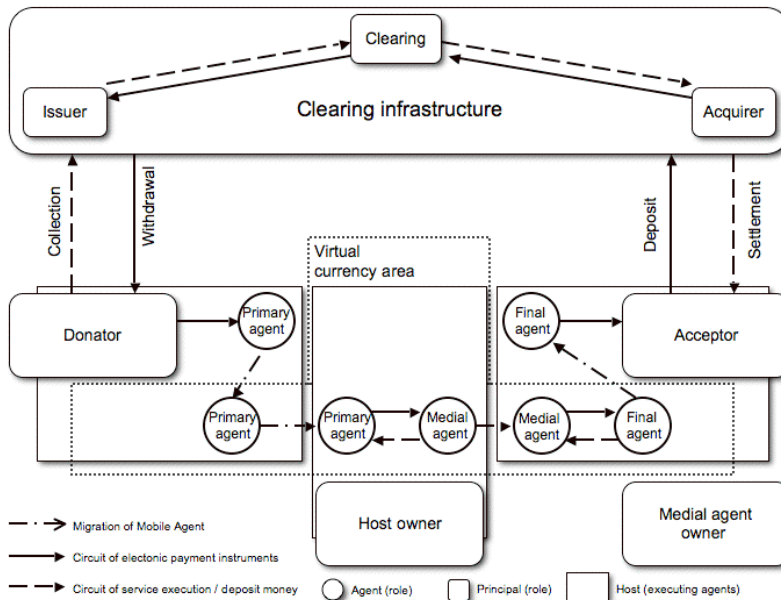 Clearing
Issuer
Clearing infrastructure
Acquirer
Collection
Withdrawal
Deposit
Settlement
Virtual
currency area
Donator
Primary
agent
Final
agent
Acceptor
Primary
agent
Primary
agent
Medial
agent
Medial
agent
Final
agent
Host owner
Medial agent
owner
Migration of Mobile Agent
Circuit of electonic payment instruments
Circuit of service execution / deposit money
Agent (role)
Principal (role)
Host (executing agents)